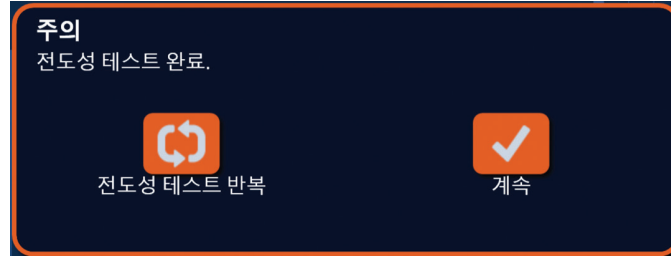 주의
전도성 테스트 완료.
전도성 테스트 반복
계속